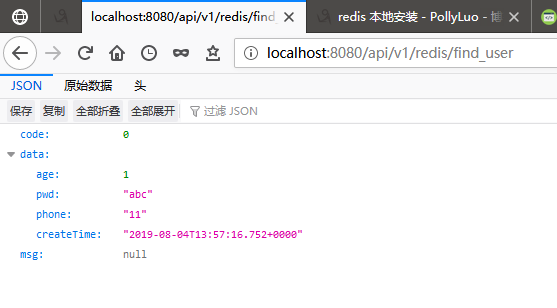 localhost:8080/api/v1/redis/find_ redis 本地安装 - PollyLuo - 博
localhost:8080/api/v1/redis/find_user
JSON 原始数据 头
保存 复制 全部折叠 全部展开 过滤 JSON
code: 0
data:
age: 1
pwd: "abc"
phone: "11"
createTime: "2019-08-04T13:57:16.752+0000"
msg: null